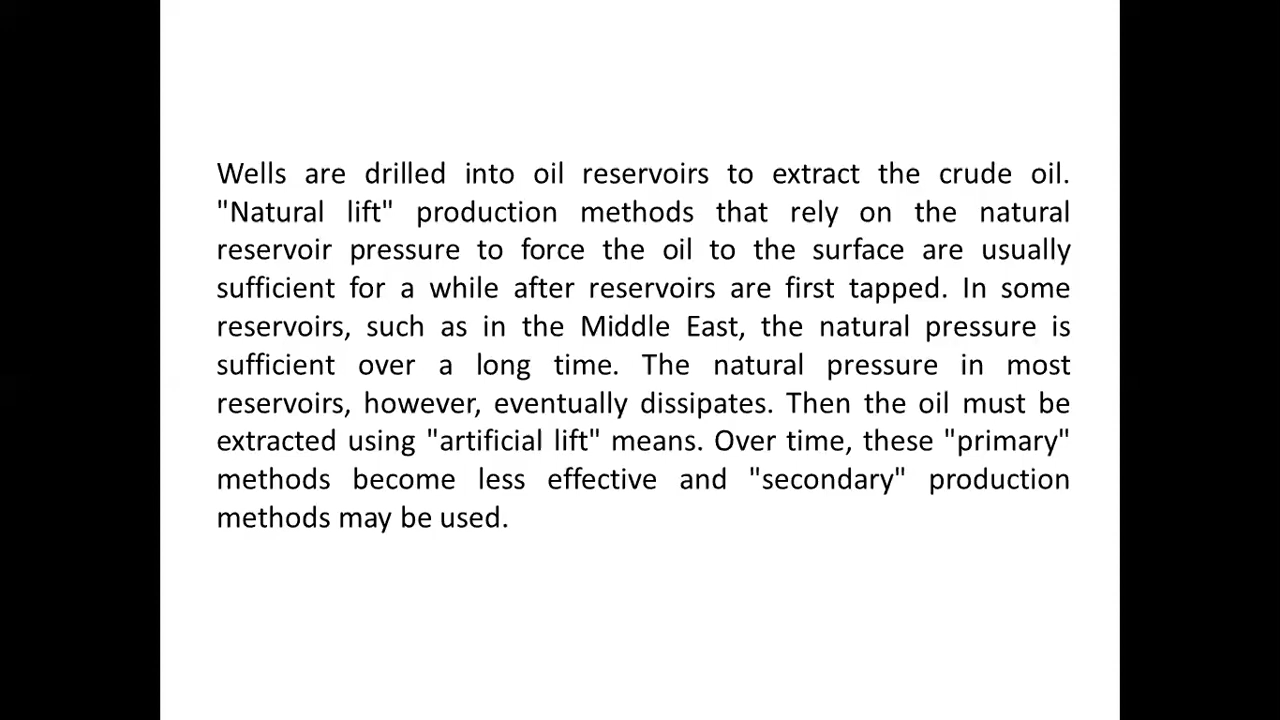 Wells are drilled into oil reservoirs to extract the crude oil.
"Natural lift" production methods that rely on the natural
reservoir pressure to force the oil to the surface are usually
sufficient for a while after reservoirs are first tapped. In some
reservoirs, such as in the Middle East, the natural pressure is
sufficient over a long time. The natural pressure in most
reservoirs, however, eventually dissipates. Then the oil must be
extracted using "artificial lift" means. Over time, these "primary"
methods become less effective and "secondary" production
methods may be used.